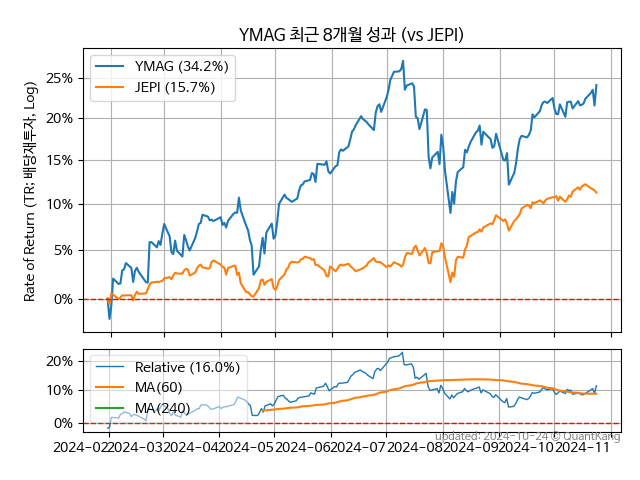 YMAG 최근 8개월 성과 (vs JEPI)
YMAG (34.2%)
JEPI (15.7%)
Rate of Return (TR: 배당재투자, Log)
25%
20%
15%
10%
5%
0%
Relative (16.0%)
MA(60)
MA(240)
20%
10%
0%
2024-02 2024-03 2024-04 2024-05 2024-06 2024-07 2024-08 2024-09 2024-10 2024-11
updated: 2024-10-24 © QuantKang